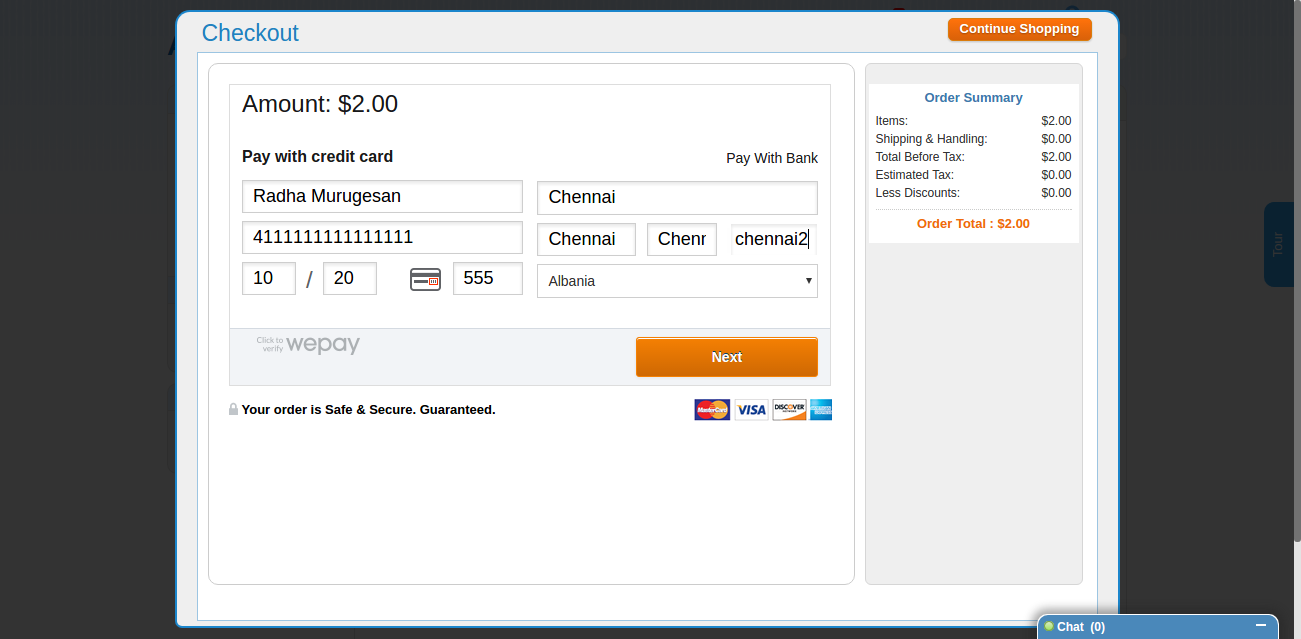 Checkout
Continue Shopping
Amount: $2.00
Pay with credit card
Pay With Bank
Radha Murugesan
Chennai
4111111111111111
Chennai
Chenr
chennai2
10 / 20
555
Albania
Click to verify
wepay
Next
Your order is Safe & Secure. Guaranteed.
MasterCard
VISA
DISCOVER
Order Summary
Items: $2.00
Shipping & Handling: $0.00
Total Before Tax: $2.00
Estimated Tax: $0.00
Less Discounts: $0.00
Order Total : $2.00
Tour
Chat (0)